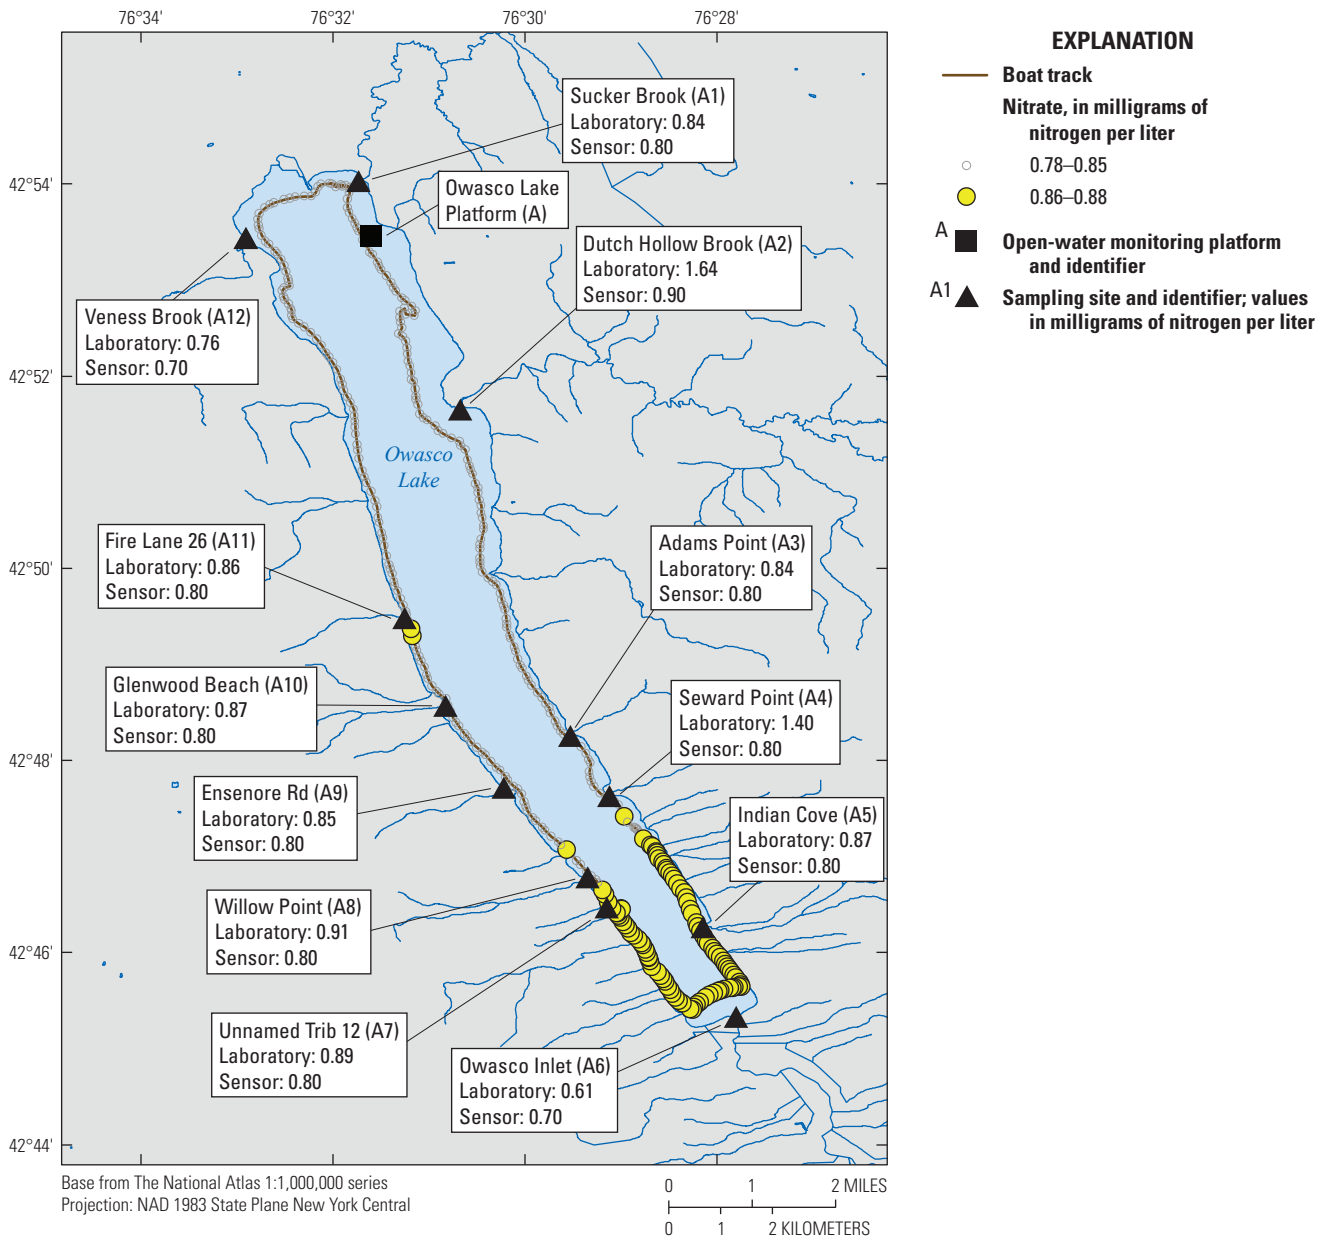 76°34'
76°32'
76°30'
76°28'
42°54'
42°52'
42°50'
42°48'
42°46'
42°44'
Sucker Brook (A1)
Laboratory: 0.84
Sensor: 0.80
Owasco Lake
Platform (A)
Dutch Hollow Brook (A2)
Laboratory: 1.64
Sensor: 0.90
Veness Brook (A12)
Laboratory: 0.76
Sensor: 0.70
Owasco
Lake
Fire Lane 26 (A11)
Laboratory: 0.86
Sensor: 0.80
Adams Point (A3)
Laboratory: 0.84
Sensor: 0.80
Glenwood Beach (A10)
Laboratory: 0.87
Sensor: 0.80
Seward Point (A4)
Laboratory: 1.40
Sensor: 0.80
Ensenore Rd (A9)
Laboratory: 0.85
Sensor: 0.80
Indian Cove (A5)
Laboratory: 0.87
Sensor: 0.80
Willow Point (A8)
Laboratory: 0.91
Sensor: 0.80
Unnamed Trib 12 (A7)
Laboratory: 0.89
Sensor: 0.80
Owasco Inlet (A6)
Laboratory: 0.61
Sensor: 0.70
Base from The National Atlas 1:1,000,000 series
Projection: NAD 1983 State Plane New York Central
0 1 2 MILES
0 1 2 KILOMETERS
EXPLANATION
Boat track
Nitrate, in milligrams of
nitrogen per liter
0.78–0.85
0.86–0.88
A
Open-water monitoring platform
and identifier
A1
Sampling site and identifier; values
in milligrams of nitrogen per liter